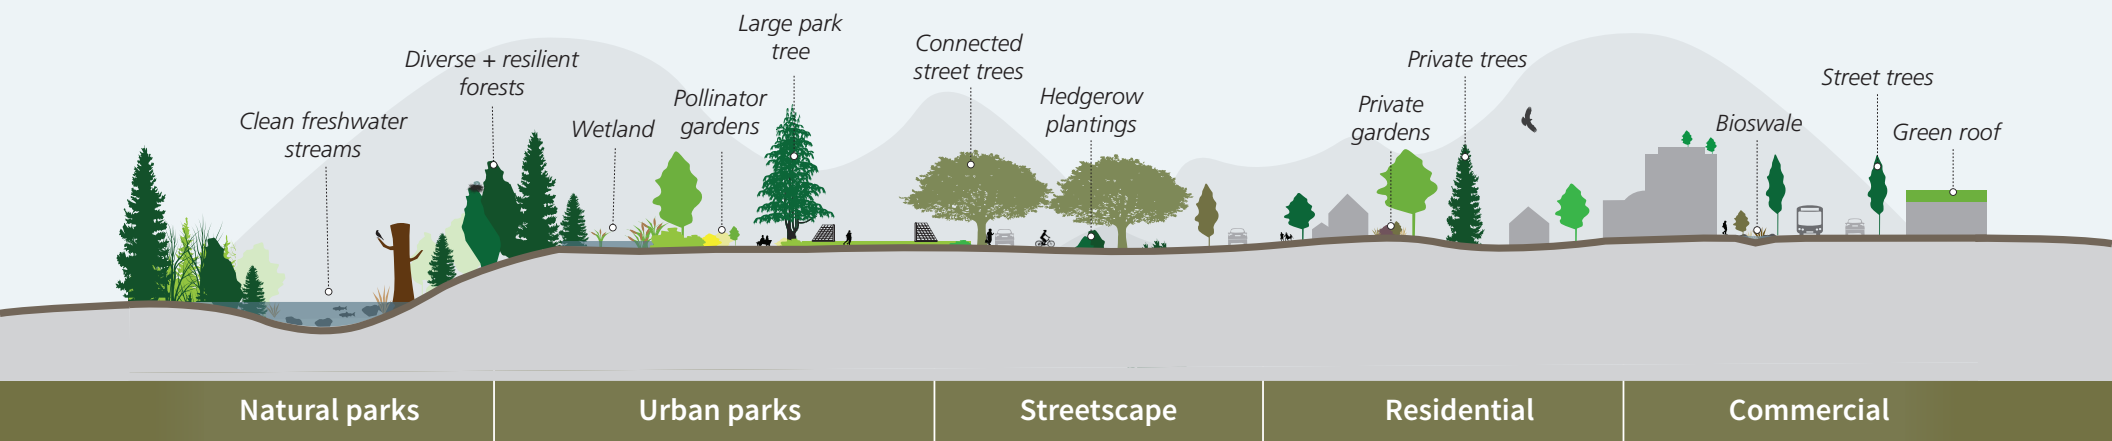 Clean freshwater
streams
Diverse + resilient
forests
Wetland
Pollinator
gardens
Large park
tree
Connected
street trees
Hedgerow
plantings
Private
gardens
Private trees
Bioswale
Street trees
Green roof
Natural parks
Urban parks
Streetscape
Residential
Commercial